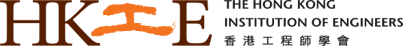 HKIE
THE HONG KONG
INSTITUTION OF ENGINEERS
香港工程師學會